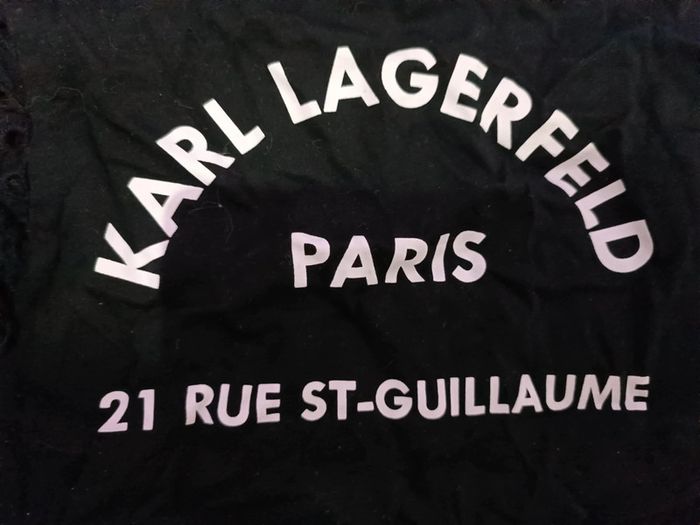 KARL LAGERFELD
PARIS
21 RUE ST-GUILLAUME